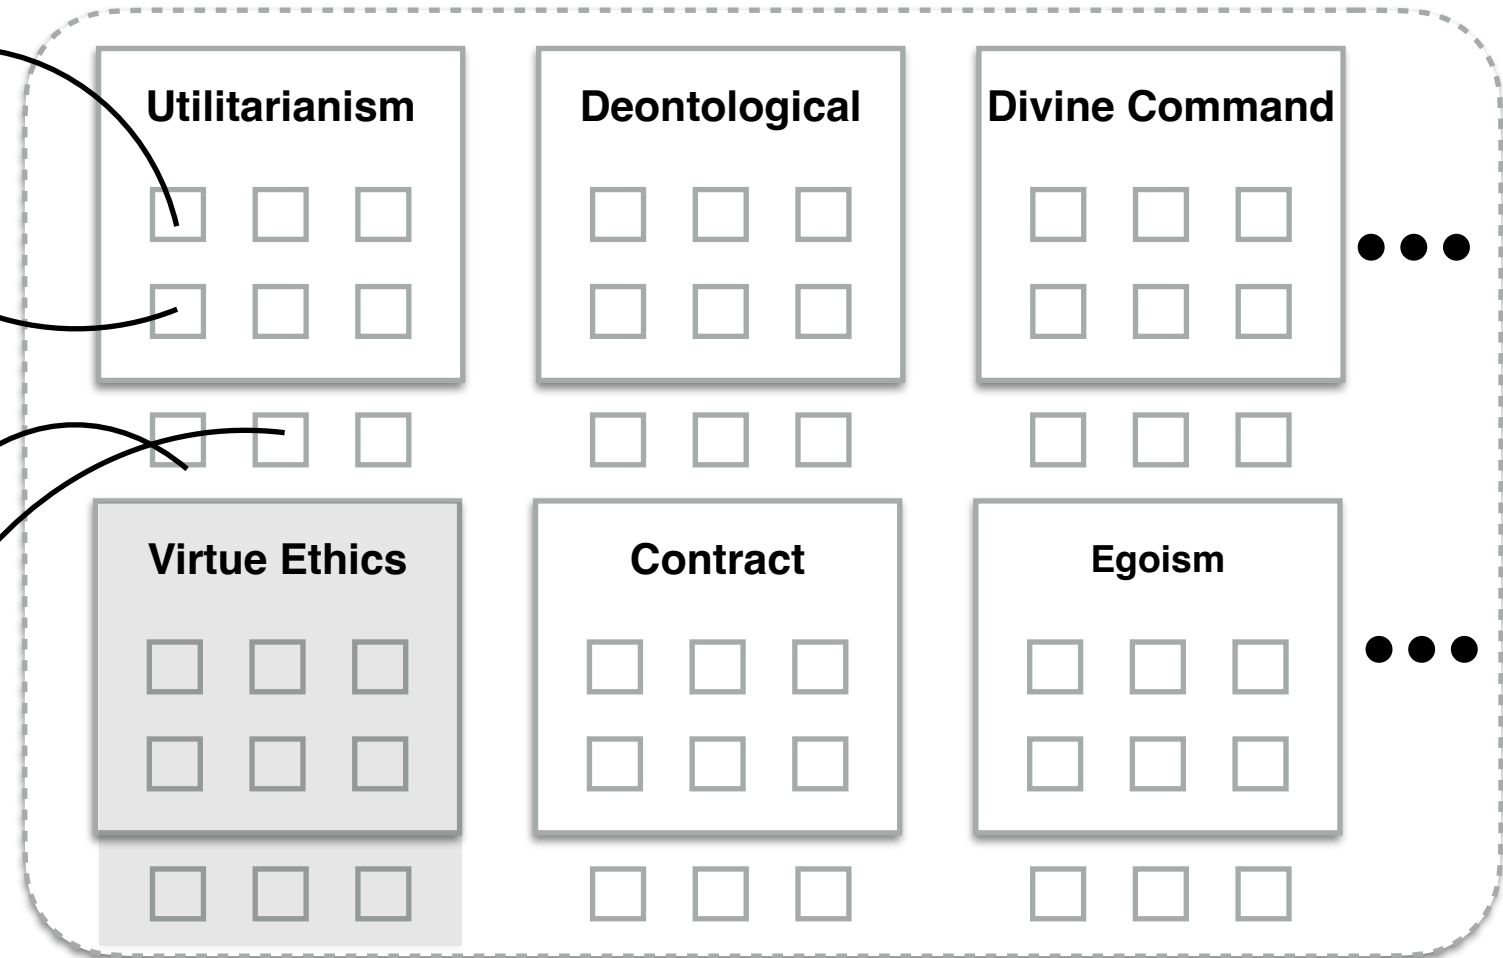 Utilitarianism
Deontological
Divine Command
Virtue Ethics
Contract
Egoism